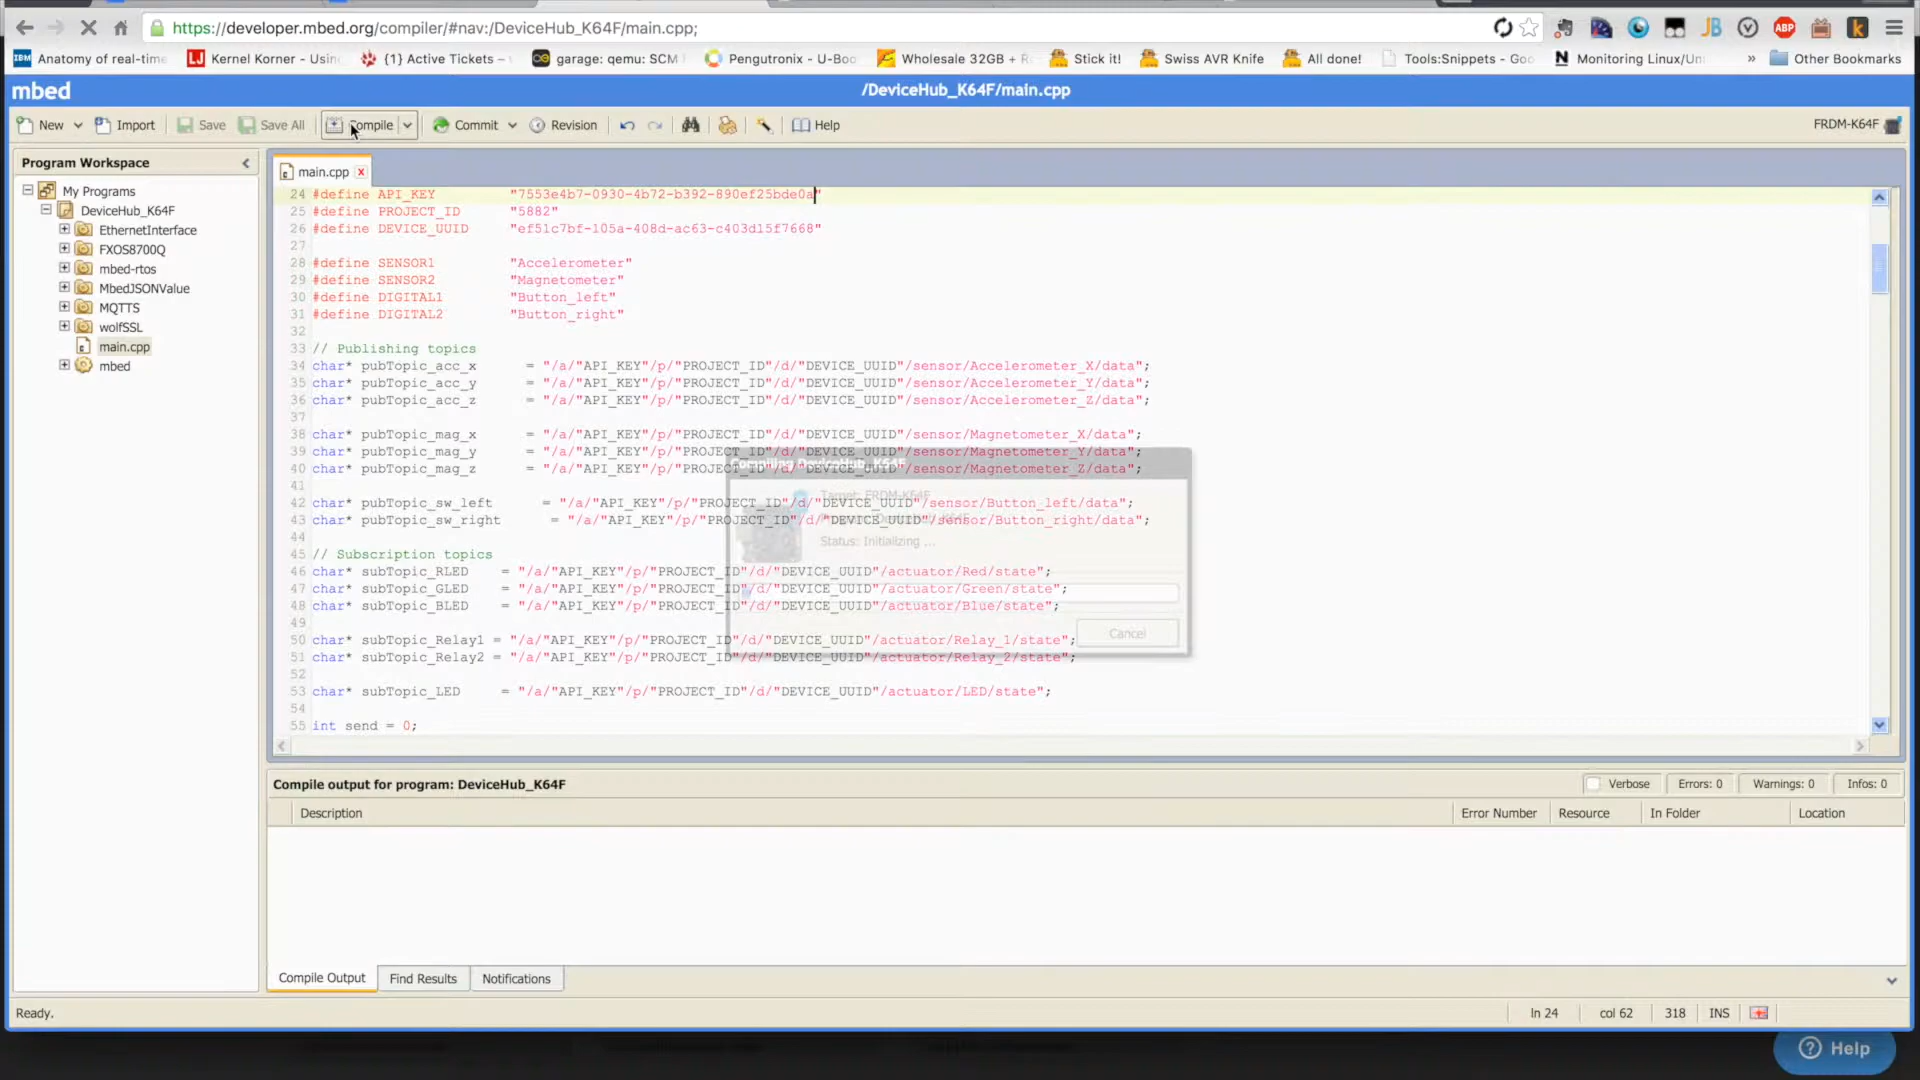 https://developer.mbed.org/compiler/#nav:/DeviceHub_K64F/main.cpp;
Anatomy of real-time
Kernel Korner - Usin
{1} Active Tickets –
garage: qemu: SCM
Pengutronix - U-Boo
Wholesale 32GB + R
Stick it!
Swiss AVR Knife
All done!
Tools:Snippets - Goo
Monitoring Linux/Un
»
Other Bookmarks
mbed
/DeviceHub_K64F/main.cpp
New
Import
Save
Save All
Compile
Commit
Revision
Help
FRDM-K64F
Program Workspace
My Programs
DeviceHub_K64F
EthernetInterface
FXOS8700Q
mbed-rtos
MbedJSONValue
MQTTS
wolfSSL
main.cpp
mbed
main.cpp
24 #define API_KEY "7553e4b7-0930-4b72-b392-890ef25bde0a"
25 #define PROJECT_ID "5882"
26 #define DEVICE_UUID "ef51c7bf-105a-408d-ac63-c403d15f7668"
27
28 #define SENSOR1 "Accelerometer"
29 #define SENSOR2 "Magnetometer"
30 #define DIGITAL1 "Button_left"
31 #define DIGITAL2 "Button_right"
32
33 // Publishing topics
34 char* pubTopic_acc_x = "/a/"API_KEY"/p/"PROJECT_ID"/d/"DEVICE_UUID"/sensor/Accelerometer_X/data";
35 char* pubTopic_acc_y = "/a/"API_KEY"/p/"PROJECT_ID"/d/"DEVICE_UUID"/sensor/Accelerometer_Y/data";
36 char* pubTopic_acc_z = "/a/"API_KEY"/p/"PROJECT_ID"/d/"DEVICE_UUID"/sensor/Accelerometer_Z/data";
37
38 char* pubTopic_mag_x = "/a/"API_KEY"/p/"PROJECT_ID"/d/"DEVICE_UUID"/sensor/Magnetometer_X/data";
39 char* pubTopic_mag_y = "/a/"API_KEY"/p/"PROJECT_ID"/d/"DEVICE_UUID"/sensor/Magnetometer_Y/data";
40 char* pubTopic_mag_z = "/a/"API_KEY"/p/"PROJECT_ID"/d/"DEVICE_UUID"/sensor/Magnetometer_Z/data";
41
42 char* pubTopic_sw_left = "/a/"API_KEY"/p/"PROJECT_ID"/d/"DEVICE_UUID"/sensor/Button_left/data";
43 char* pubTopic_sw_right = "/a/"API_KEY"/p/"PROJECT_ID"/d/"DEVICE_UUID"/sensor/Button_right/data";
44
45 // Subscription topics
46 char* subTopic_RLED = "/a/"API_KEY"/p/"PROJECT_ID"/d/"DEVICE_UUID"/actuator/Red/state";
47 char* subTopic_GLED = "/a/"API_KEY"/p/"PROJECT_ID"/d/"DEVICE_UUID"/actuator/Green/state";
48 char* subTopic_BLED = "/a/"API_KEY"/p/"PROJECT_ID"/d/"DEVICE_UUID"/actuator/Blue/state";
49
50 char* subTopic_Relay1 = "/a/"API_KEY"/p/"PROJECT_ID"/d/"DEVICE_UUID"/actuator/Relay_1/state";
51 char* subTopic_Relay2 = "/a/"API_KEY"/p/"PROJECT_ID"/d/"DEVICE_UUID"/actuator/Relay_2/state";
52
53 char* subTopic_LED = "/a/"API_KEY"/p/"PROJECT_ID"/d/"DEVICE_UUID"/actuator/LED/state";
54
55 int send = 0;
Compiling DeviceHub_K64F
Target: FRDM-K64F
Status: Initializing ...
Cancel
Compile output for program: DeviceHub_K64F
Verbose
Errors: 0
Warnings: 0
Infos: 0
Description
Error Number
Resource
In Folder
Location
Compile Output
Find Results
Notifications
Ready.
ln 24
col 62
318
INS
Help